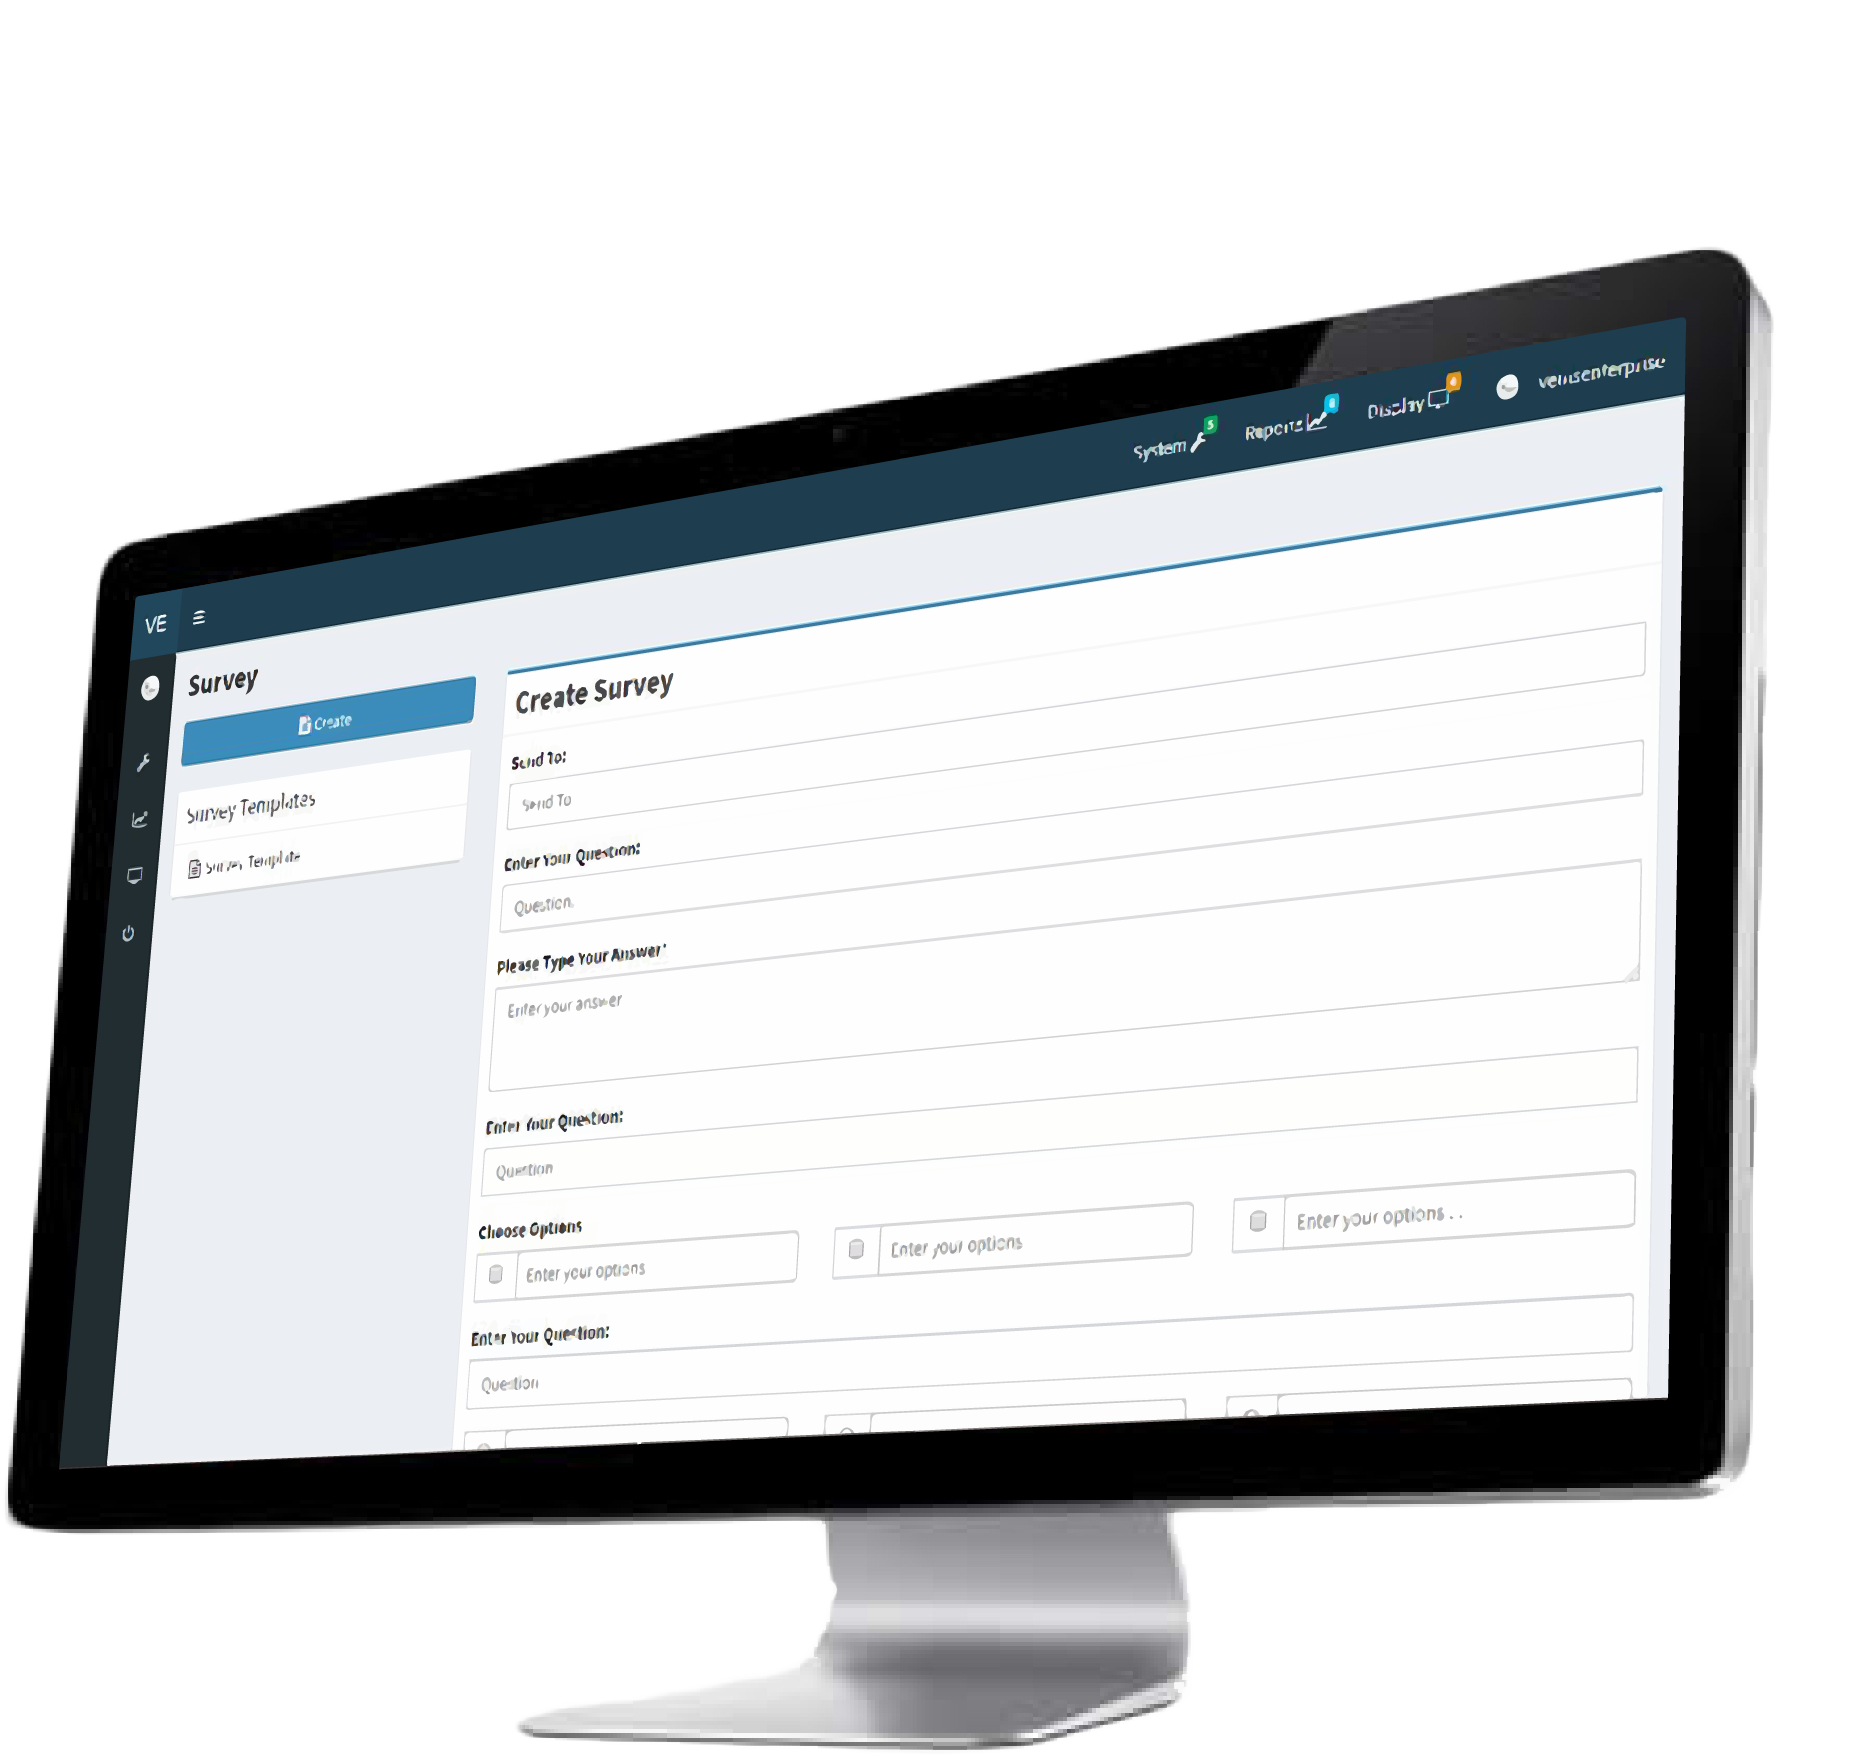 System 5 Reports Display venusenterprise
VE
Survey
Create
Survey Templates
Survey Template
Create Survey
Send To:
Send To
Enter Your Question:
Question
Please Type Your Answer
Enter your answer
Enter Your Question:
Question
Choose Options
Enter your options
Enter your options
Enter your options . .
Enter Your Question:
Question